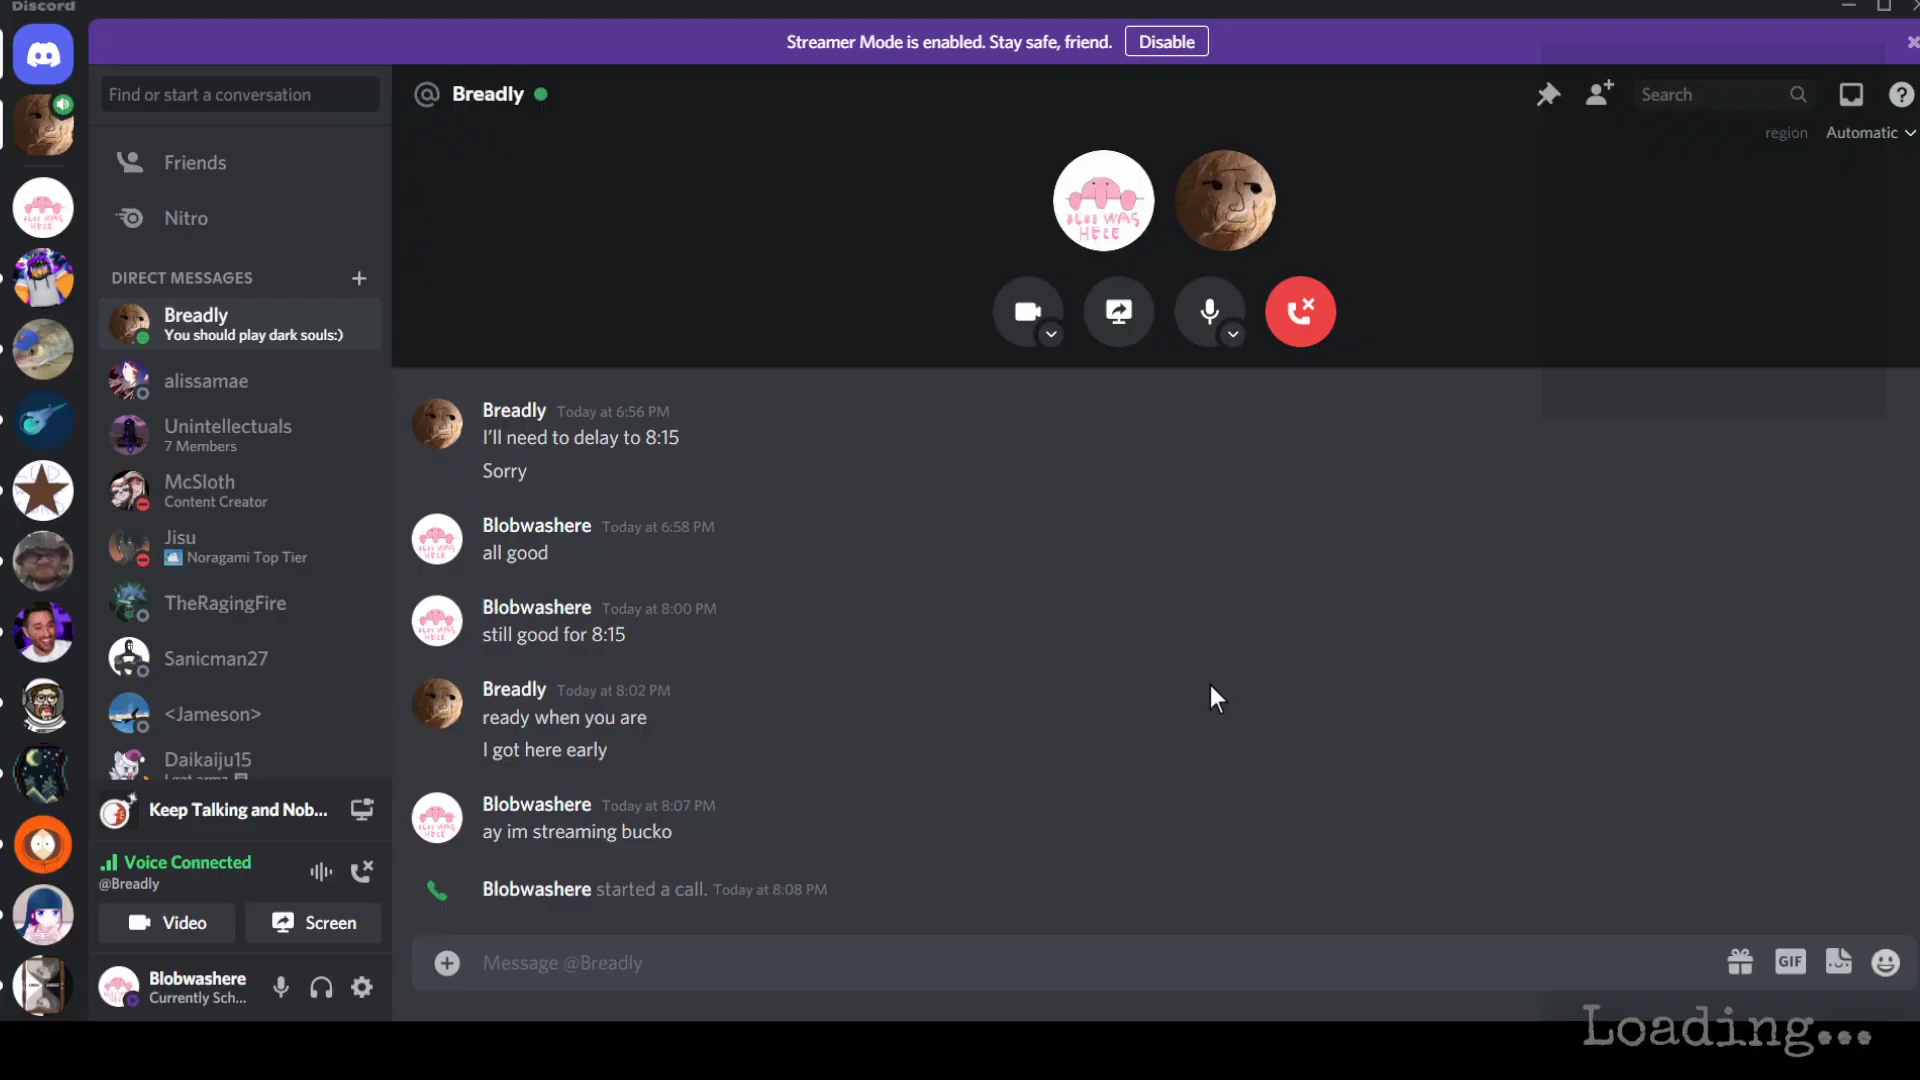 Discord
Streamer Mode is enabled. Stay safe, friend.
Disable
Find or start a conversation
Breadly
Search
region
Automatic
Friends
Nitro
BLOB WAS
HERE
DIRECT MESSAGES
Breadly
You should play dark souls:)
alissamae
Unintellectuals
7 Members
McSloth
Content Creator
Jisu
Noragami Top Tier
TheRagingFire
Sanicman27
<Jameson>
Daikaiju15
Keep Talking and Nob...
Voice Connected
@Breadly
Video
Screen
Blobwashere
Currently Sch...
Breadly Today at 6:56 PM
I'll need to delay to 8:15
Sorry
Blobwashere Today at 6:58 PM
all good
Blobwashere Today at 8:00 PM
still good for 8:15
Breadly Today at 8:02 PM
ready when you are
I got here early
Blobwashere Today at 8:07 PM
ay im streaming bucko
Blobwashere started a call. Today at 8:08 PM
Message @Breadly
GIF
Loading...